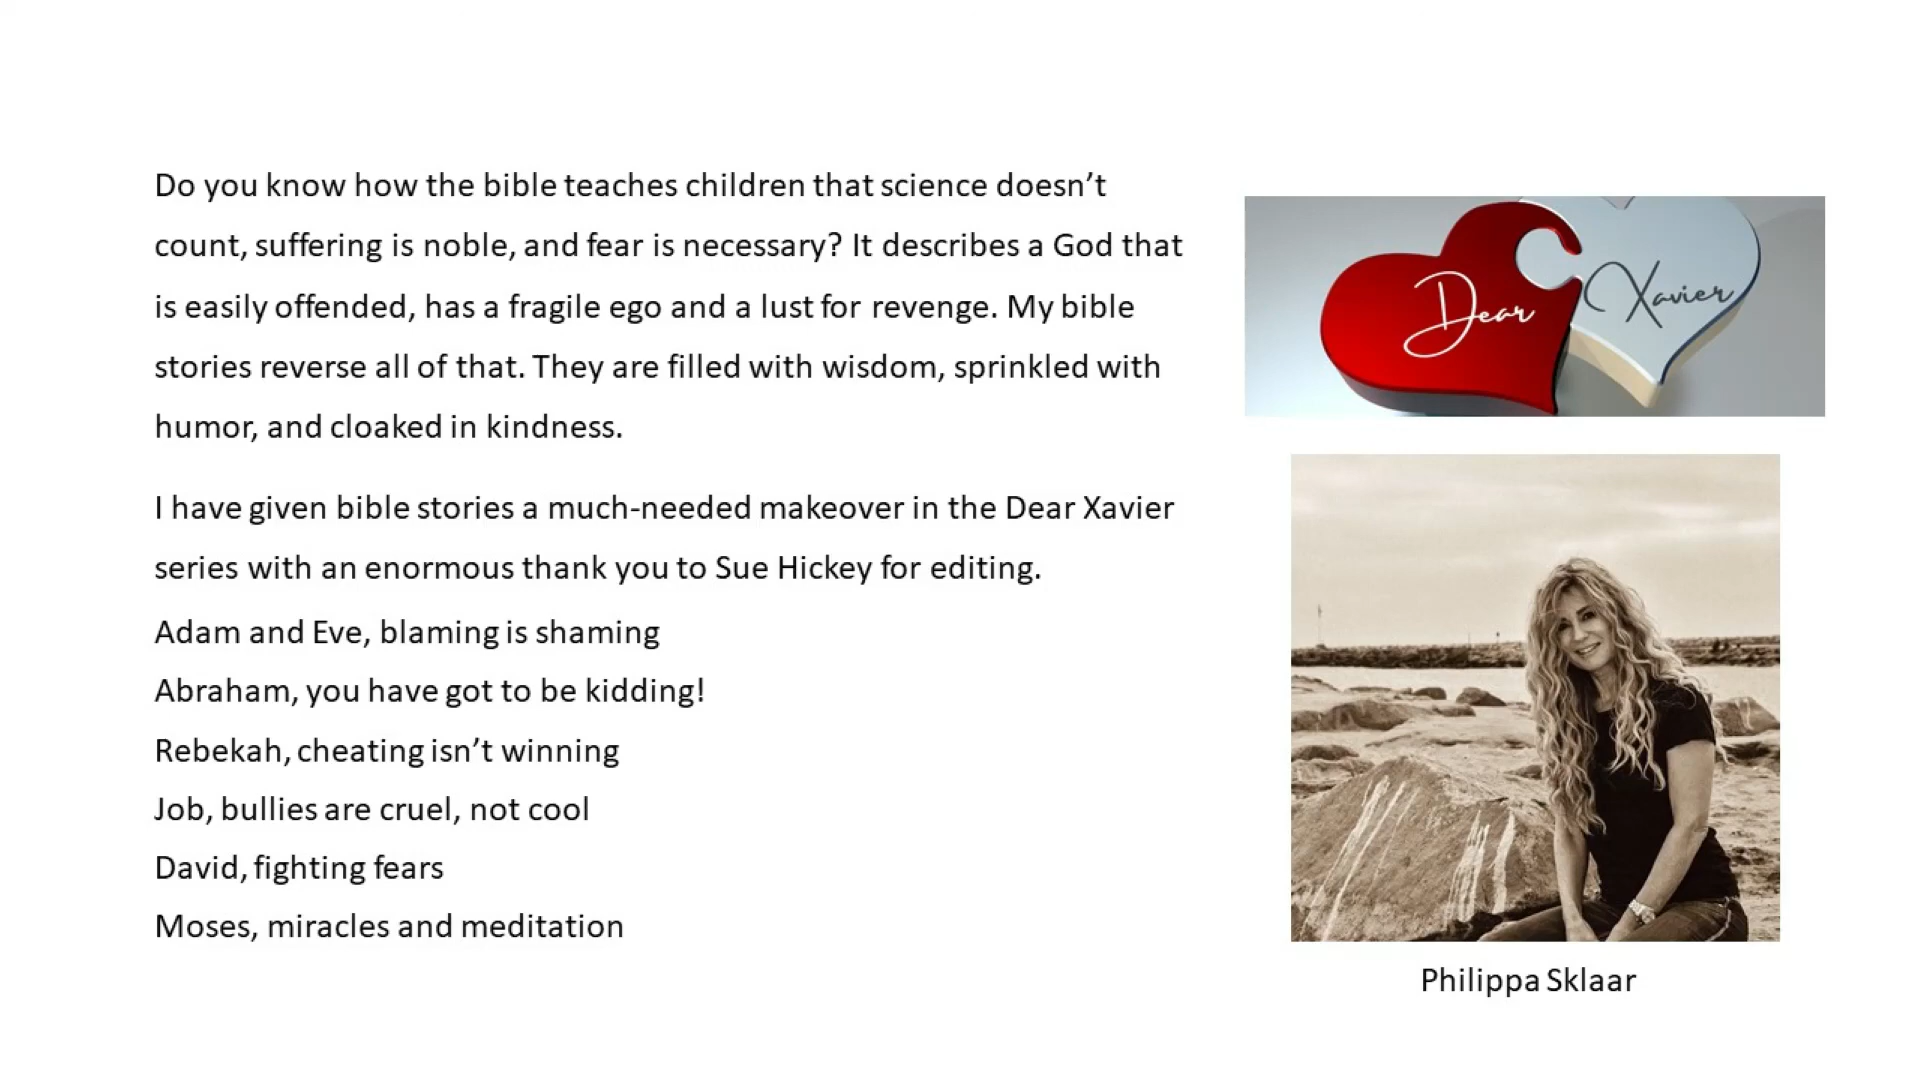 Do you know how the bible teaches children that science doesn’t
count, suffering is noble, and fear is necessary? It describes a God that
is easily offended, has a fragile ego and a lust for revenge. My bible
stories reverse all of that. They are filled with wisdom, sprinkled with
humor, and cloaked in kindness.
I have given bible stories a much-needed makeover in the Dear Xavier
series with an enormous thank you to Sue Hickey for editing.
Adam and Eve, blaming is shaming
Abraham, you have got to be kidding!
Rebekah, cheating isn’t winning
Job, bullies are cruel, not cool
David, fighting fears
Moses, miracles and meditation
Dear Xavier
Philippa Sklaar